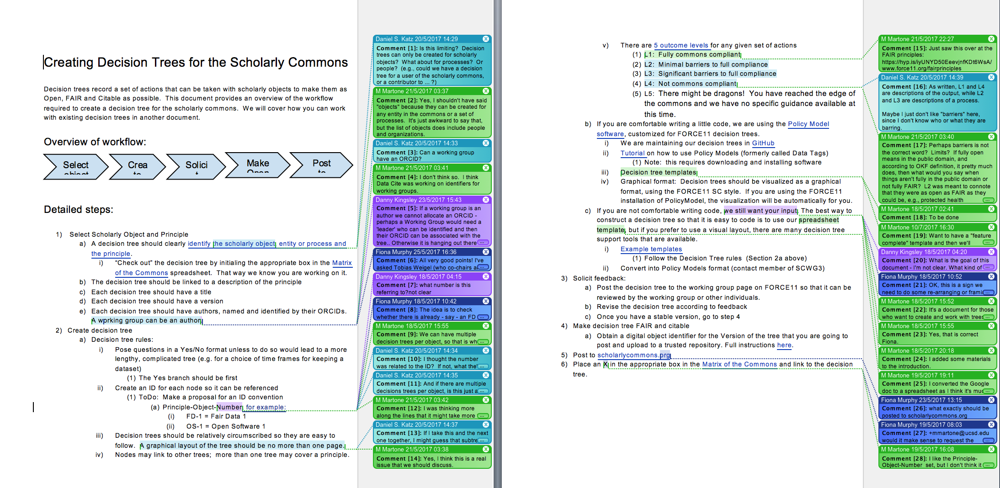 Creating Decision Trees for the Scholarly Commons
Decision trees record a set of actions that can be taken with scholarly objects to make them as
Open, FAIR and Citable as possible.  This document provides an overview of the workflow
required to create a decision tree for the scholarly commons.  We will cover how you can work
with existing decision trees in another document.
Overview of workflow:
Select
object
Crea
te
Solici
t
Make
Open
Post
to
Detailed steps:
1) Select Scholarly Object and Principle
a) A decision tree should clearly identify the scholarly object, entity or process and
the principle.
i) “Check out” the decision tree by initialing the appropriate box in the Matrix
of the Commons spreadsheet.  That way we know you are working on it.
b) The decision tree should be linked to a description of the principle
c) Each decision tree should have a title
d) Each decision tree should have a version
e) Each decision tree should have authors, named and identified by their ORCIDs.
A wprking group can be an author.
2) Create decision tree
a) Decision tree rules:
i) Pose questions in a Yes/No format unless to do so would lead to a more
lengthy, complicated tree (e.g. for a choice of time frames for keeping a
dataset)
(1) The Yes branch should be first
ii) Create an ID for each node so it can be referenced
(1) ToDo:  Make a proposal for an ID convention
(a) Principle-Object-Number, for example:
(i) FD-1 = Fair Data 1
(ii) OS-1 = Open Software 1
iii) Decision trees should be relatively circumscribed so they are easy to
follow.  A graphical layout of the tree should be no more than one page.
iv) Nodes may link to other trees;  more than one tree may cover a principle.
Daniel S. Katz 20/5/2017 14:29
Comment [1]: Is this limiting?  Decision
trees can only be created for scholarly
objects?  What about for processes?  Or
people?  (e.g., could we have a decision
tree for a user of the scholarly commons,
or a contributor to ... ?)
M Martone 21/5/2017 03:37
Comment [2]: Yes, I shouldn't have said
"objects" because they can be created for
any entity in the commons or a set of
processes.  It's just awkward to say that,
but the list of objects does include people
and organizations.
Daniel S. Katz 20/5/2017 14:33
Comment [3]: Can a working group
have an ORCID?
M Martone 21/5/2017 03:41
Comment [4]: I don't think so.  I think
Data Cite was working on identifiers for
working groups.
Danny Kingsley 23/5/2017 15:43
Comment [5]: If a working group is an
author we cannot allocate an ORCID -
perhaps a Working Group would need a
'leader' who can be identified and then
their ORCID can be associated with the
tree.. Otherwise it is hanging out there ...
Fiona Murphy 25/5/2017 16:36
Comment [6]: All very good points! I've
asked Tobias Weigel (who co-chairs a ...
Danny Kingsley 18/5/2017 04:15
Comment [7]: what number is this
referring to?not clear
Fiona Murphy 18/5/2017 10:42
Comment [8]: The idea is to check
whether there is already - say - an FD ...
M Martone 18/5/2017 15:55
Comment [9]: We can have multiple
decision trees per object, so that is wh ...
Daniel S. Katz 20/5/2017 14:34
Comment [10]: I thought the number
was related to the ID?  If not, what the ...
Daniel S. Katz 20/5/2017 14:35
Comment [11]: And if there are multiple
decisions trees per object, is this just a ...
M Martone 21/5/2017 03:42
Comment [12]: I was thinking more
along the lines that it might take more ...
Daniel S. Katz 20/5/2017 14:37
Comment [13]: If I take this and the next
one together, I might guess that subtre ...
M Martone 21/5/2017 03:38
Comment [14]: Yes, I think this is a real
issue that we should discuss.
v) There are 5 outcome levels for any given set of actions
(1) L1:  Fully commons compliant
(2) L2:  Minimal barriers to full compliance
(3) L3:  Significant barriers to full compliance
(4) L4:  Not commons compliant
(5) L5:  There might be dragons!  You have reached the edge of
the commons and we have no specific guidance available at
this time.
b) If you are comfortable writing a little code, we are using the Policy Model
software, customized for FORCE11 decision trees.
i) We are maintaining our decision trees in GitHub
ii) Tutorial on how to use Policy Models (formerly called Data Tags)
(1) Note:  this requires downloading and installing software
iii) Decision tree templates
iv) Graphical format:  Decision trees should be visualized as a graphical
format, using the FORCE11 SC style.  If you are using the FORCE11
installation of PolicyModel, the visualization will be automatically for you.
c) If you are not comfortable writing code, we still want your input. The best way to
construct a decision tree so that it is easy to code is to use our spreadsheet
template, but if you prefer to use a visual layout, there are many decision tree
support tools that are available.
i) Example templates
(1) Follow the Decision Tree rules  (Section 2a above)
ii) Convert into Policy Models format (contact member of SCWG3)
3) Solicit feedback:
a) Post the decision tree to the working group page on FORCE11 so that it can be
reviewed by the working group or other individuals.
b) Revise the decision tree according to feedback
c) Once you have a stable version, go to step 4
4) Make decision tree FAIR and citable
a) Obtain a digital object identifier for the Version of the tree that you are going to
post and upload to a trusted repository. Full instructions here.
5) Post to scholarlycommons.prg
6) Place an X in the appropriate box in the Matrix of the Commons and link to the decision
tree.
M Martone 21/5/2017 22:27
Comment [15]: Just saw this over at the
FAIR principles:
https://hyp.is/iyUNYD50EeevjnfKDt6WsA/
www.force11.org/fairprinciples
Daniel S. Katz 20/5/2017 14:39
Comment [16]: As written, L1 and L4
are descriptions of the output, while L2
and L3 are descriptions of a process.
Maybe I just don't like "barriers" here,
since I don't know who or what they are
barring.
M Martone 21/5/2017 03:40
Comment [17]: Perhaps barriers is not
the correct word?  Limits?  If fully open
means in the public domain, and
according to OKF definition, it pretty much
does, then what would you say when
things aren't fully in the public domain or
not fully FAIR?  L2 was meant to connote
that they were as open as FAIR as they
could be, e.g., protected health ...
M Martone 18/5/2017 02:41
Comment [18]: To be done
M Martone 10/7/2017 16:30
Comment [19]: Want to have a "feature
complete" template and then we'll ...
Danny Kingsley 18/5/2017 04:20
Comment [20]: What is the goal of this
document - I'm not clear. What kind of ...
Fiona Murphy 18/5/2017 10:52
Comment [21]: OK, this is a sign we
need to do some re-arranging or frami ...
M Martone 18/5/2017 15:52
Comment [22]: It's a document for those
who want to create and work with trees ...
M Martone 18/5/2017 15:55
Comment [23]: Yes, that is correct
Fiona.
M Martone 18/5/2017 20:18
Comment [24]: I added some materials
to the introduction.
M Martone 19/5/2017 19:11
Comment [25]: I converted the Google
doc to a spreadsheet as I think it's muc ...
Fiona Murphy 23/5/2017 13:15
Comment [26]: what exactly should be
posted to scholarlycommons.org
Fiona Murphy 19/5/2017 08:03
Comment [27]: +mmartone@ucsd.edu
would it make sense to request the ...
M Martone 19/5/2017 16:08
Comment [28]: I like the Principle-
Object-Number  set, but I don't think it ...